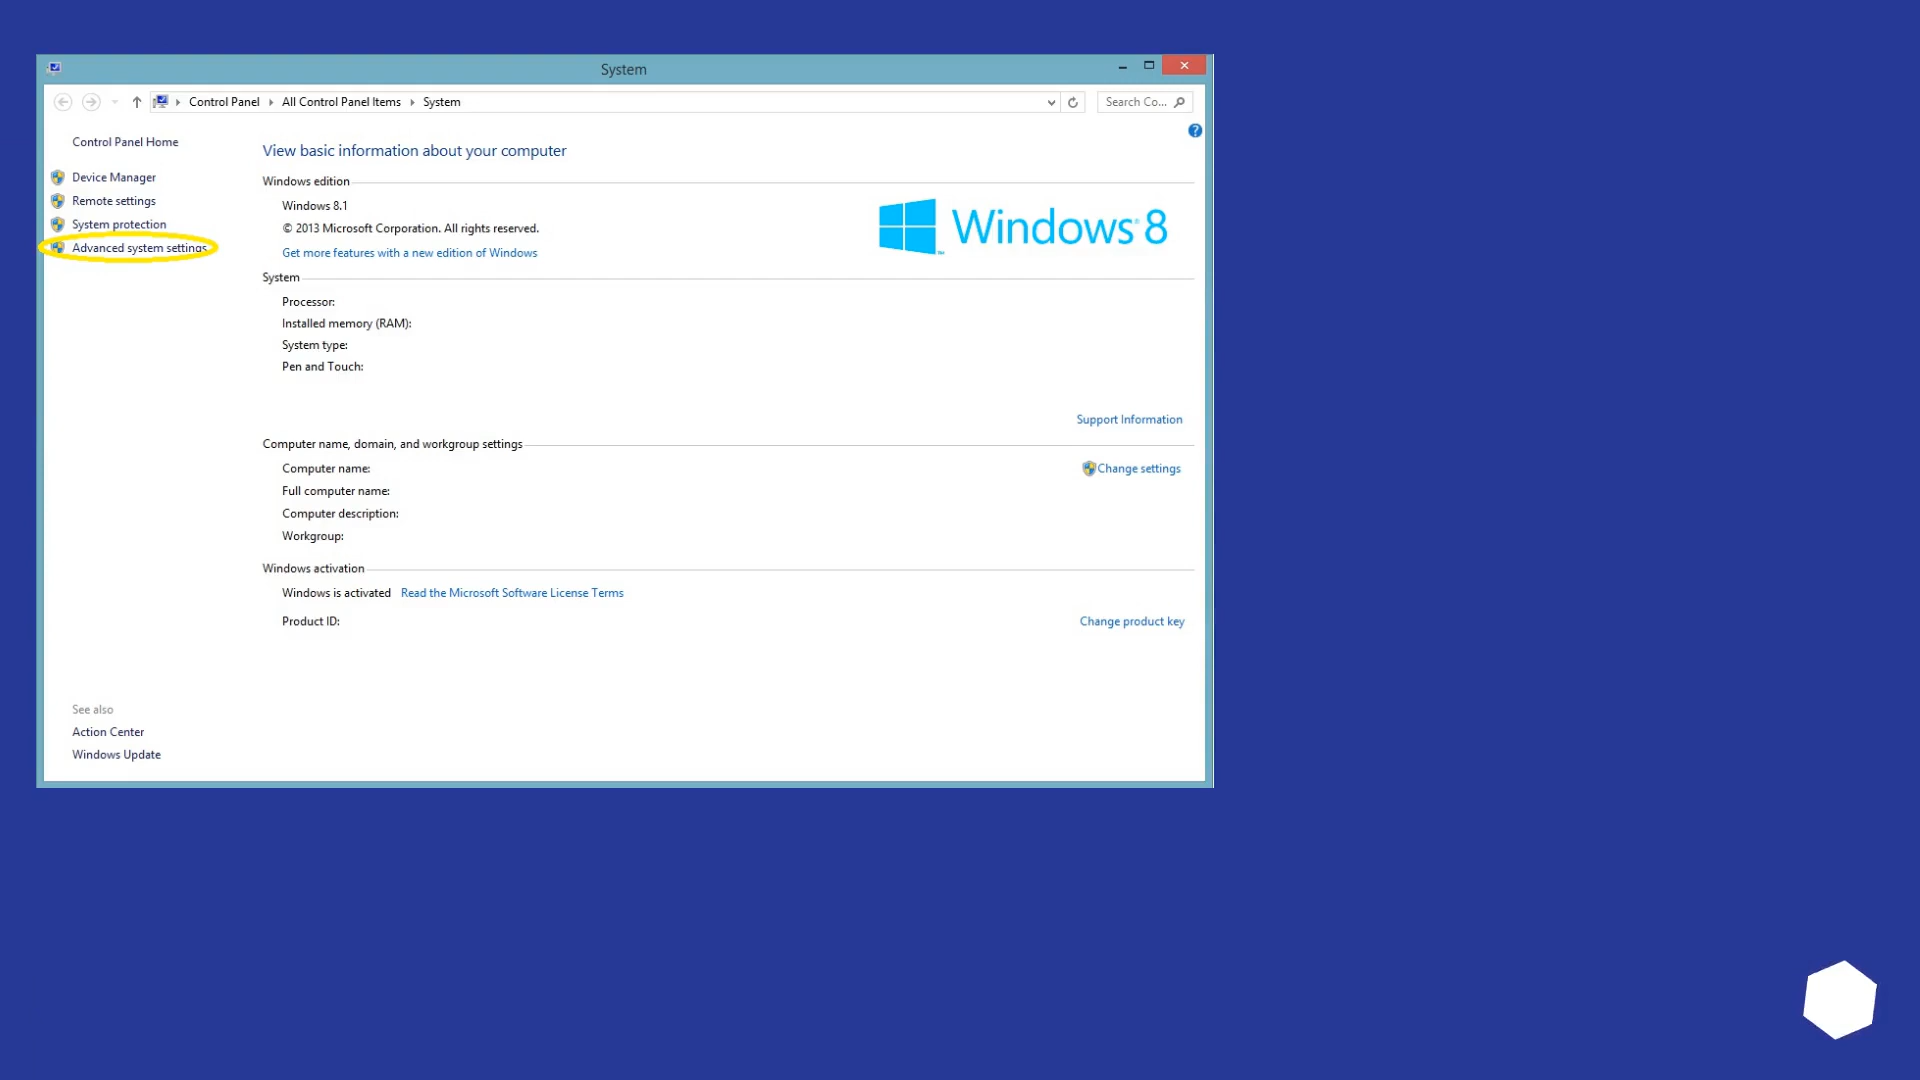 System
Control Panel All Control Panel Items System
Search Co...
Control Panel Home
Device Manager
Remote settings
System protection
Advanced system settings
View basic information about your computer
Windows edition
Windows 8.1
© 2013 Microsoft Corporation. All rights reserved.
Get more features with a new edition of Windows
Windows 8
System
Processor:
Installed memory (RAM):
System type:
Pen and Touch:
Support Information
Computer name, domain, and workgroup settings
Computer name:
Change settings
Full computer name:
Computer description:
Workgroup:
Windows activation
Windows is activated Read the Microsoft Software License Terms
Product ID:
Change product key
See also
Action Center
Windows Update